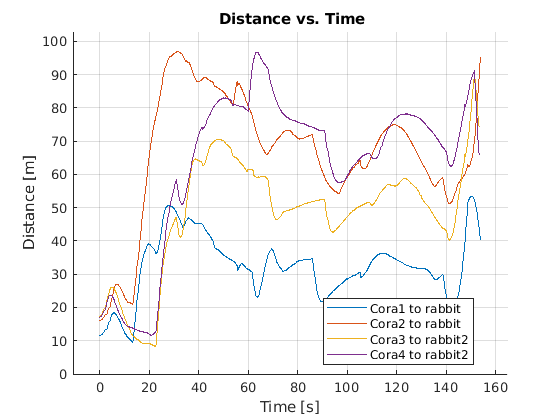 Distance vs. Time
Distance [m]
100
90
80
70
60
50
40
30
20
10
0
0 20 40 60 80 100 120 140 160
Time [s]
Cora1 to rabbit
Cora2 to rabbit
Cora3 to rabbit2
Cora4 to rabbit2